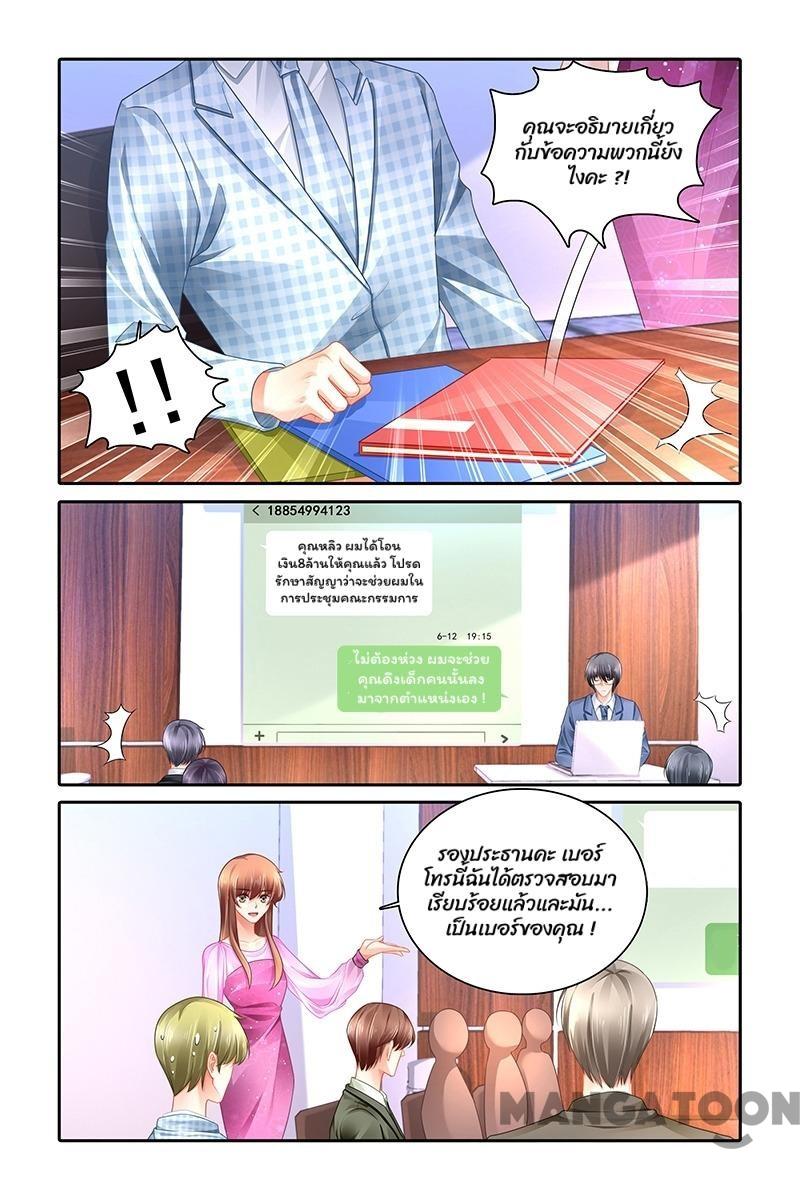 คุณจะอธิบายเกี่ยว
กับข้อความพวกนี้ยัง
ไงคะ ?!
!!
< 18854994123
คุณหลิว ผมได้โอน
เงิน8ล้านให้คุณแล้ว โปรด
รักษาสัญญาว่าจะช่วยผมใน
การประชุมคณะกรรมการ
6-12 19:15
ไม่ต้องห่วง ผมจะช่วย
คุณดึงเด็กคนนั้นลง
มาจากตำแหน่งเอง !
+ >
รองประธานคะ เบอร์
โทรนี้ฉันได้ตรวจสอบมา
เรียบร้อยแล้วและมัน...
เป็นเบอร์ของคุณ !
MANGATOON